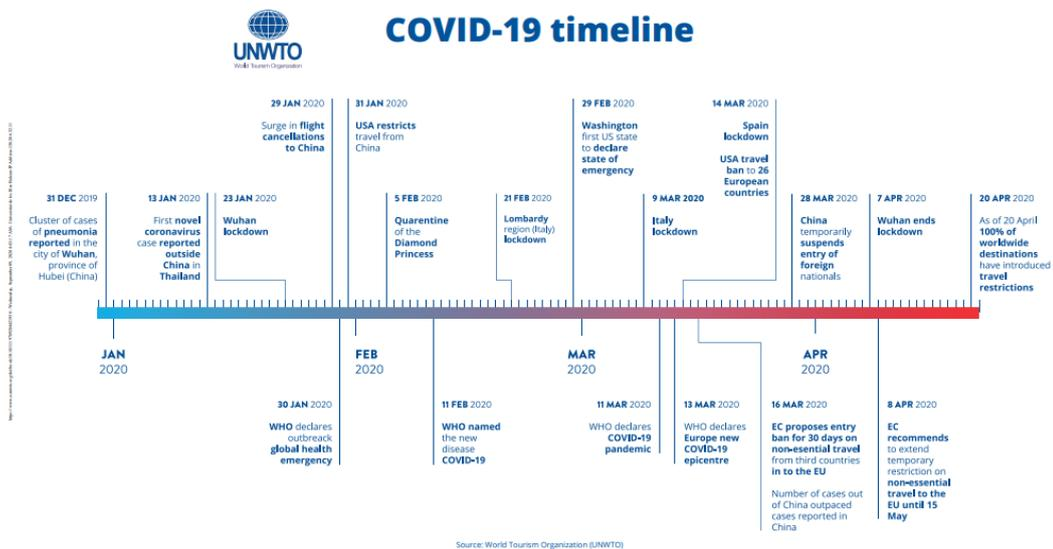 COVID-19 timeline
UNWTO
World Tourism Organization
29 JAN 2020
Surge in flight
cancellations
to China
31 JAN 2020
USA restricts
travel from
China
29 FEB 2020
Washington
first US state
to declare
state of
emergency
14 MAR 2020
Spain
lockdown
USA travel
ban to 26
European
countries
31 DEC 2019
Cluster of cases
of pneumonia
reported in the
city of Wuhan,
province of
Hubei (China)
13 JAN 2020
First novel
coronavirus
case reported
outside
China in
Thailand
23 JAN 2020
Wuhan
lockdown
5 FEB 2020
Quarentine
of the
Diamond
Princess
21 FEB 2020
Lombardy
region (Italy)
lockdown
9 MAR 2020
Italy
lockdown
28 MAR 2020
China
temporarily
suspends
entry of
foreign
nationals
7 APR 2020
Wuhan ends
lockdown
20 APR 2020
As of 20 April
100% of
worldwide
destinations
have introduced
travel
restrictions
JAN
2020
FEB
2020
MAR
2020
APR
2020
30 JAN 2020
WHO declares
outbreack
global health
emergency
11 FEB 2020
WHO named
the new
disease
COVID-19
11 MAR 2020
WHO declares
COVID-19
pandemic
13 MAR 2020
WHO declares
Europe new
COVID-19
epicentre
16 MAR 2020
EC proposes entry
ban for 30 days on
non-esential travel
from third countries
in to the EU
Number of cases out
of China outpaced
cases reported in
China
8 APR 2020
EC
recommends
to extend
temporary
restriction on
non-essential
travel to the
EU until 15
May
Source: World Tourism Organization (UNWTO)